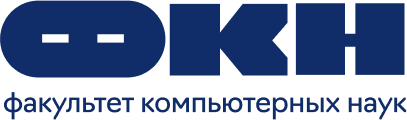 ФКН
факультет компьютерных наук